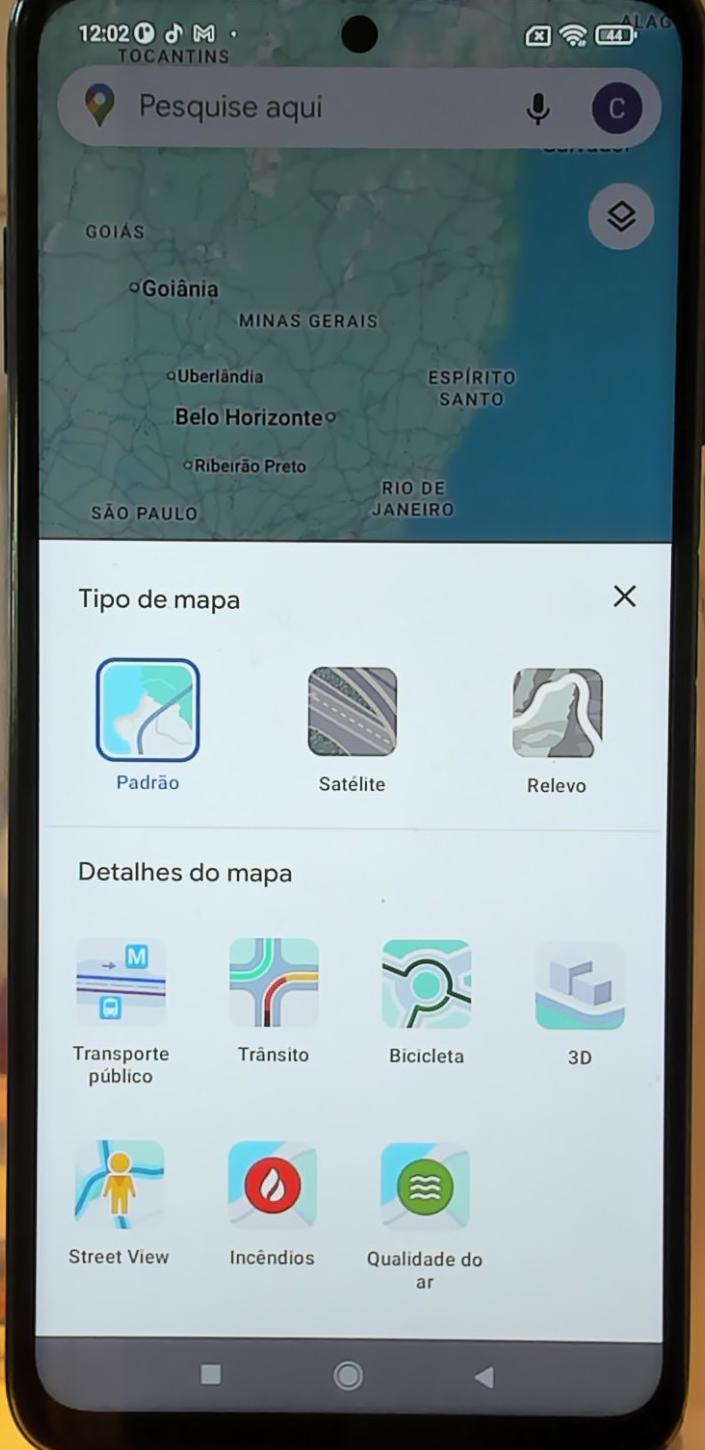 12:02
44
TOCANTINS
Pesquise aqui
C
GOIÁS
Goiânia
MINAS GERAIS
Uberlândia
ESPÍRITO
SANTO
Belo Horizonte
Ribeirão Preto
RIO DE
JANEIRO
SÃO PAULO
Tipo de mapa
Padrão
Satélite
Relevo
Detalhes do mapa
M
Transporte
público
Trânsito
Bicicleta
3D
Street View
Incêndios
Qualidade do
ar